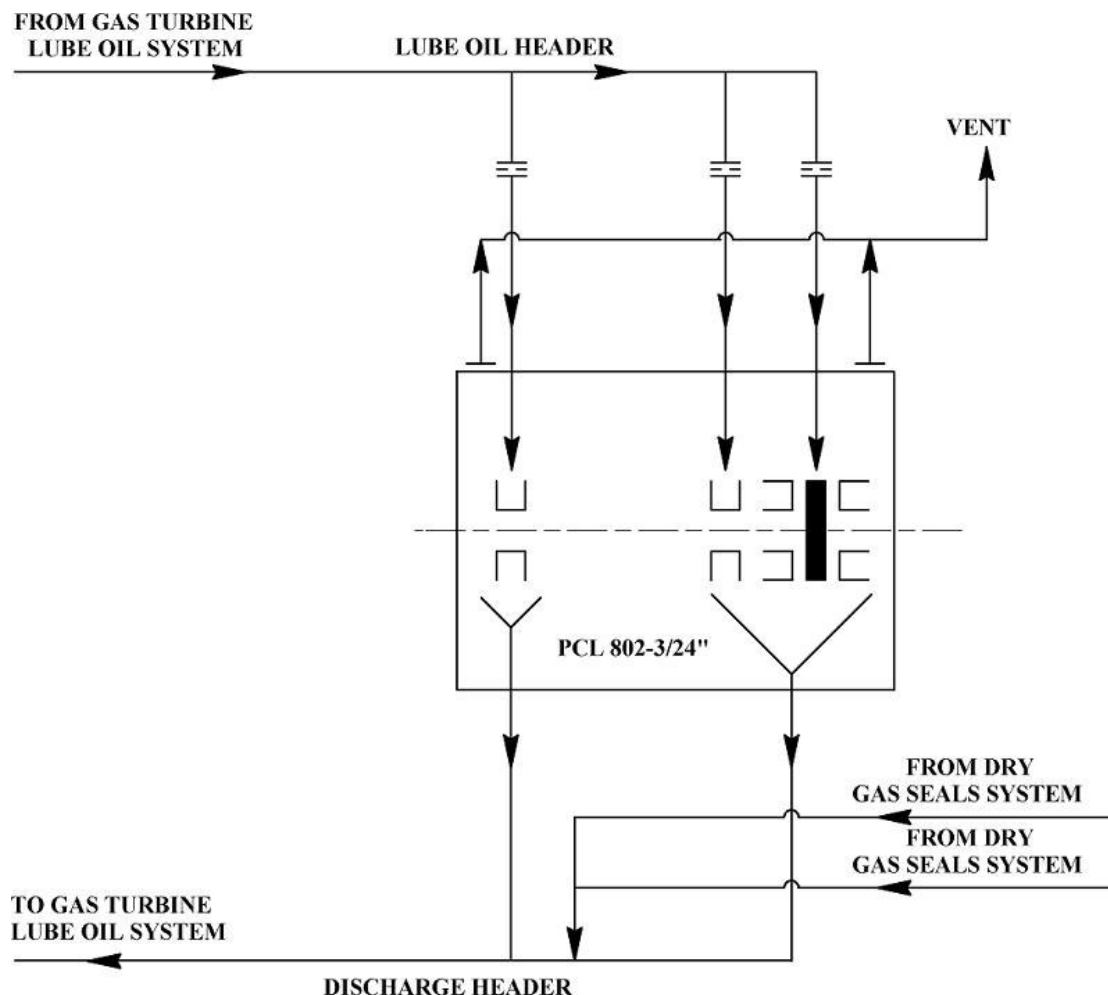 FROM GAS TURBINE
LUBE OIL SYSTEM
LUBE OIL HEADER
VENT
PCL 802-3/24"
FROM DRY
GAS SEALS SYSTEM
FROM DRY
GAS SEALS SYSTEM
TO GAS TURBINE
LUBE OIL SYSTEM
DISCHARGE HEADER